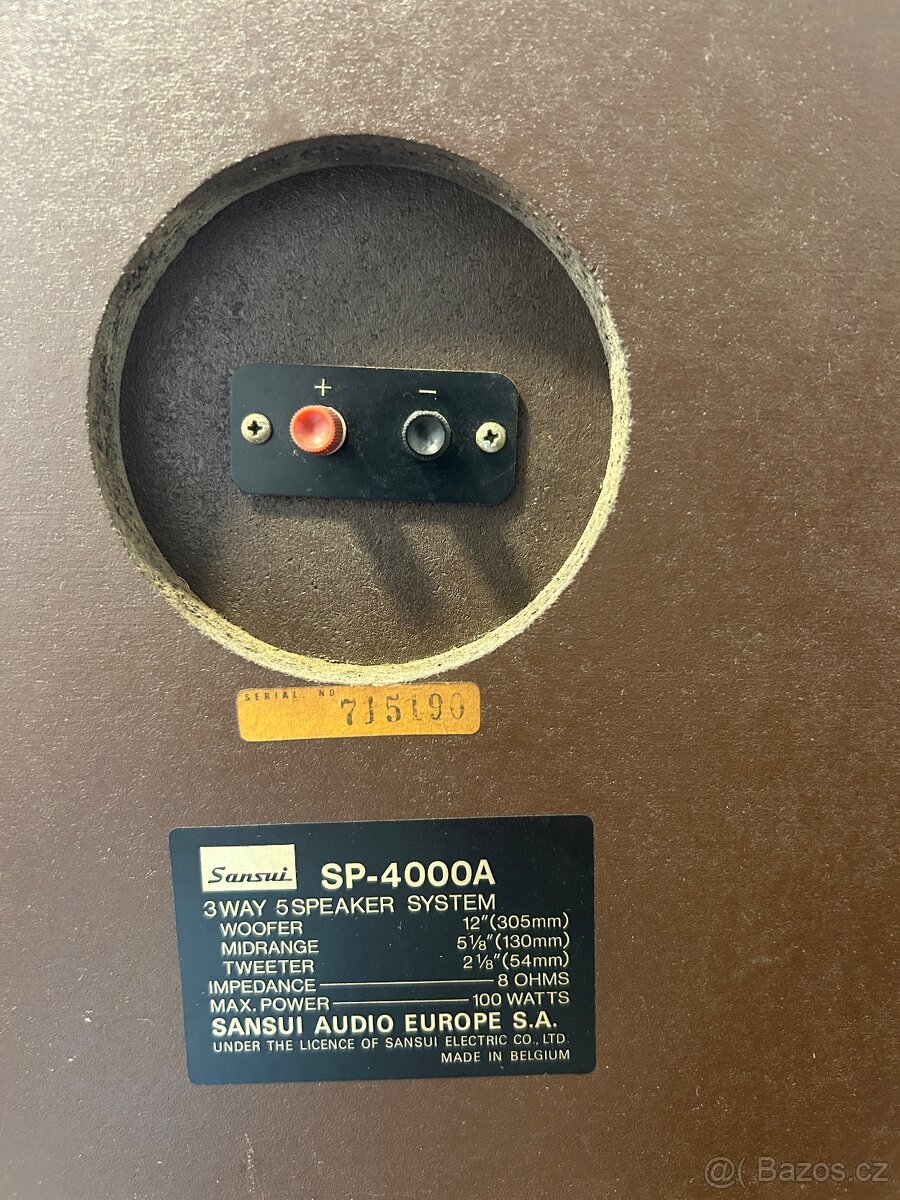 + −
SERIAL. NO
715190
Sansui SP-4000A
3 WAY 5 SPEAKER SYSTEM
WOOFER 12"(305mm)
MIDRANGE 5⅛"(130mm)
TWEETER 2⅛"(54mm)
IMPEDANCE 8 OHMS
MAX. POWER 100 WATTS
SANSUI AUDIO EUROPE S.A.
UNDER THE LICENCE OF SANSUI ELECTRIC CO., LTD.
MADE IN BELGIUM
@( Bazos.cz